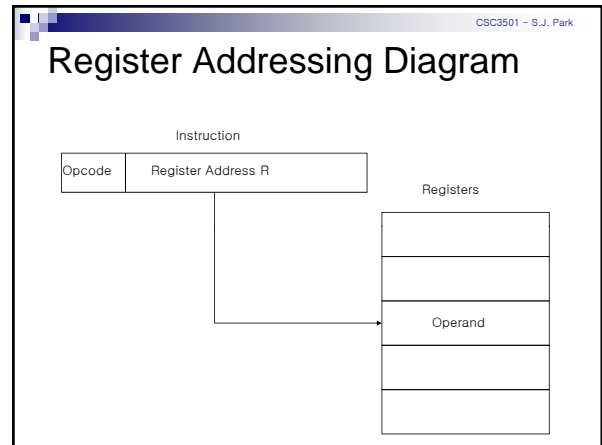 CSC3501 – S.J. Park
Register Addressing Diagram
Instruction
Opcode Register Address R
Registers
Operand